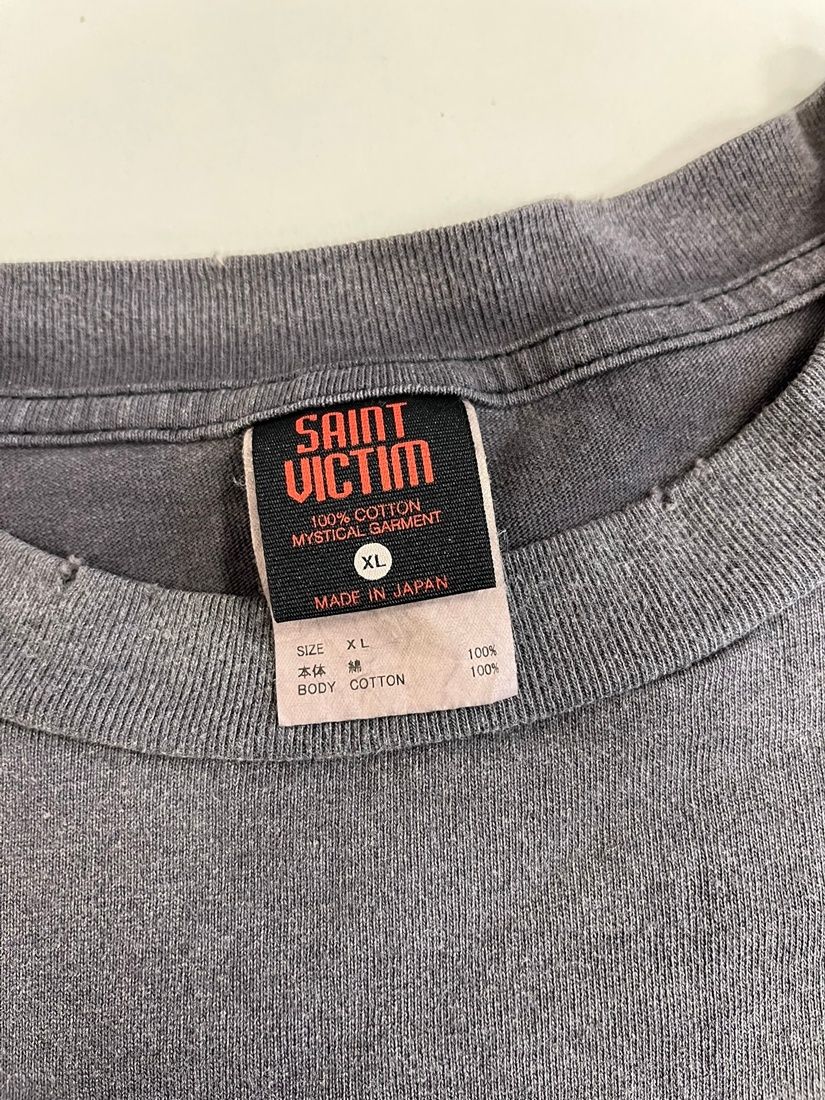 SAINT
VICTIM
100% COTTON
MYSTICAL GARMENT
XL
MADE IN JAPAN
SIZE XL
本体 綿 100%
BODY COTTON 100%